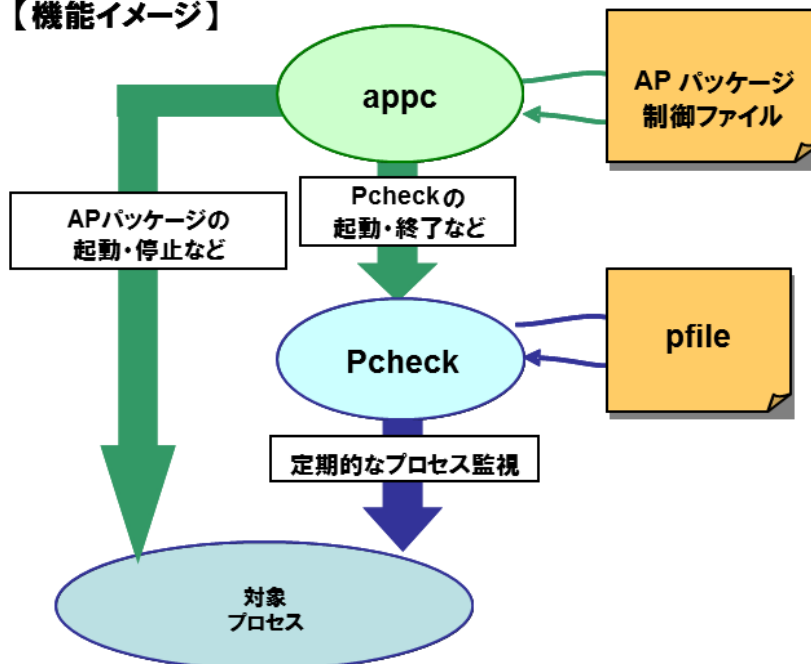 【機能イメージ】
appc
AP パッケージ
制御ファイル
APパッケージの
起動・停止など
Pcheckの
起動・終了など
Pcheck
pfile
定期的なプロセス監視
対象
プロセス